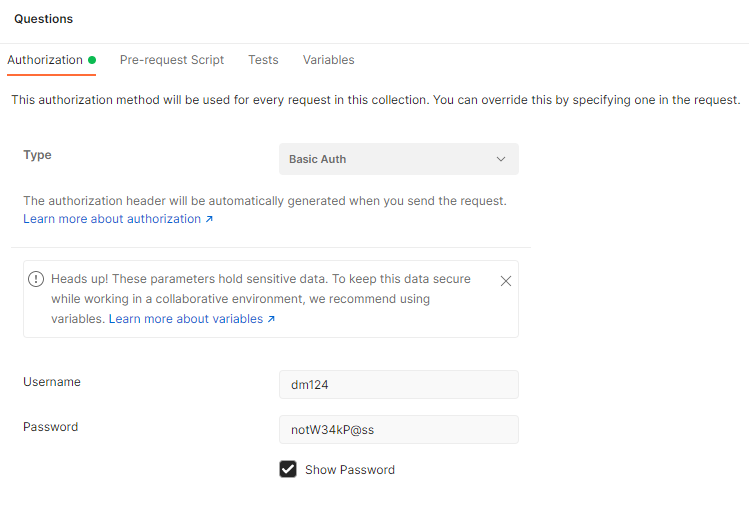 Questions
Authorization Pre-request Script Tests Variables
This authorization method will be used for every request in this collection. You can override this by specifying one in the request.
Type Basic Auth
The authorization header will be automatically generated when you send the request.
Learn more about authorization ↗
Heads up! These parameters hold sensitive data. To keep this data secure
while working in a collaborative environment, we recommend using
variables. Learn more about variables ↗
Username dm124
Password notW34kP@ss
Show Password